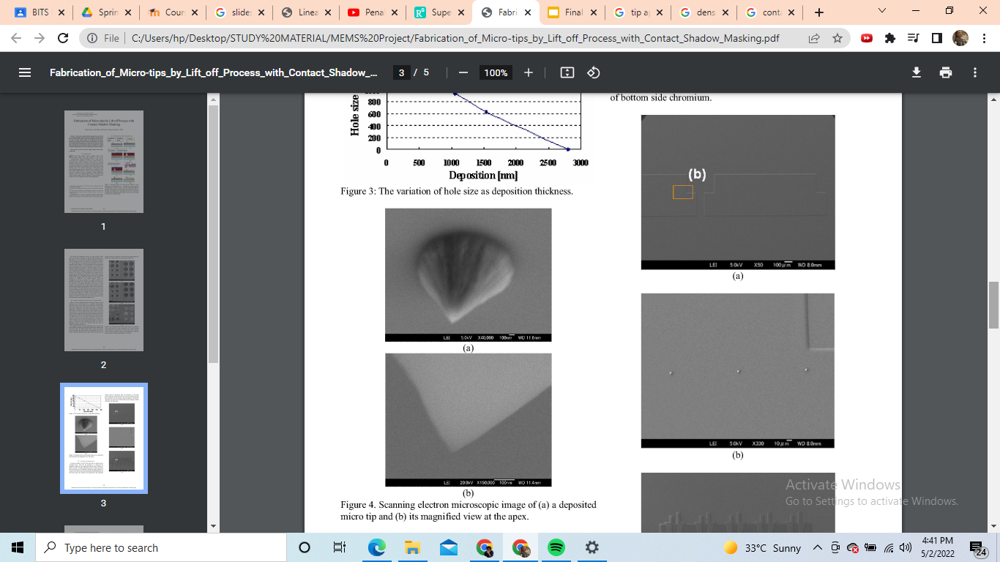 BITS
Sprin
Cour
slides
Linea
Pena
Supe
Fabri
Final
tip a
dens
conta
File
C:/Users/hp/Desktop/STUDY%20MATERIAL/MEMS%20Project/Fabrication_of_Micro-tips_by_Lift_off_Process_with_Contact_Shadow_Masking.pdf
Fabrication_of_Micro-tips_by_Lift_off_Process_with_Contact_Shadow_...
3 / 5
100%
1
2
3
Hole size
800
600
400
200
0
0 500 1000 1500 2000 2500 3000
Deposition [nm]
Figure 3: The variation of hole size as deposition thickness.
LEI 5.0kV X40,000 100nm WD 11.6mm
(a)
LEI 20.0kV X150,000 100nm WD 11.4mm
(b)
Figure 4. Scanning electron microscopic image of (a) a deposited
micro tip and (b) its magnified view at the apex.
of bottom side chromium.
(b)
LEI 5.0kV X50 100µm WD 8.0mm
(a)
LEI 5.0kV X330 10µm WD 8.0mm
(b)
Activate Windows
Go to Settings to activate Windows.
Type here to search
33°C Sunny
4:41 PM
5/2/2022
24